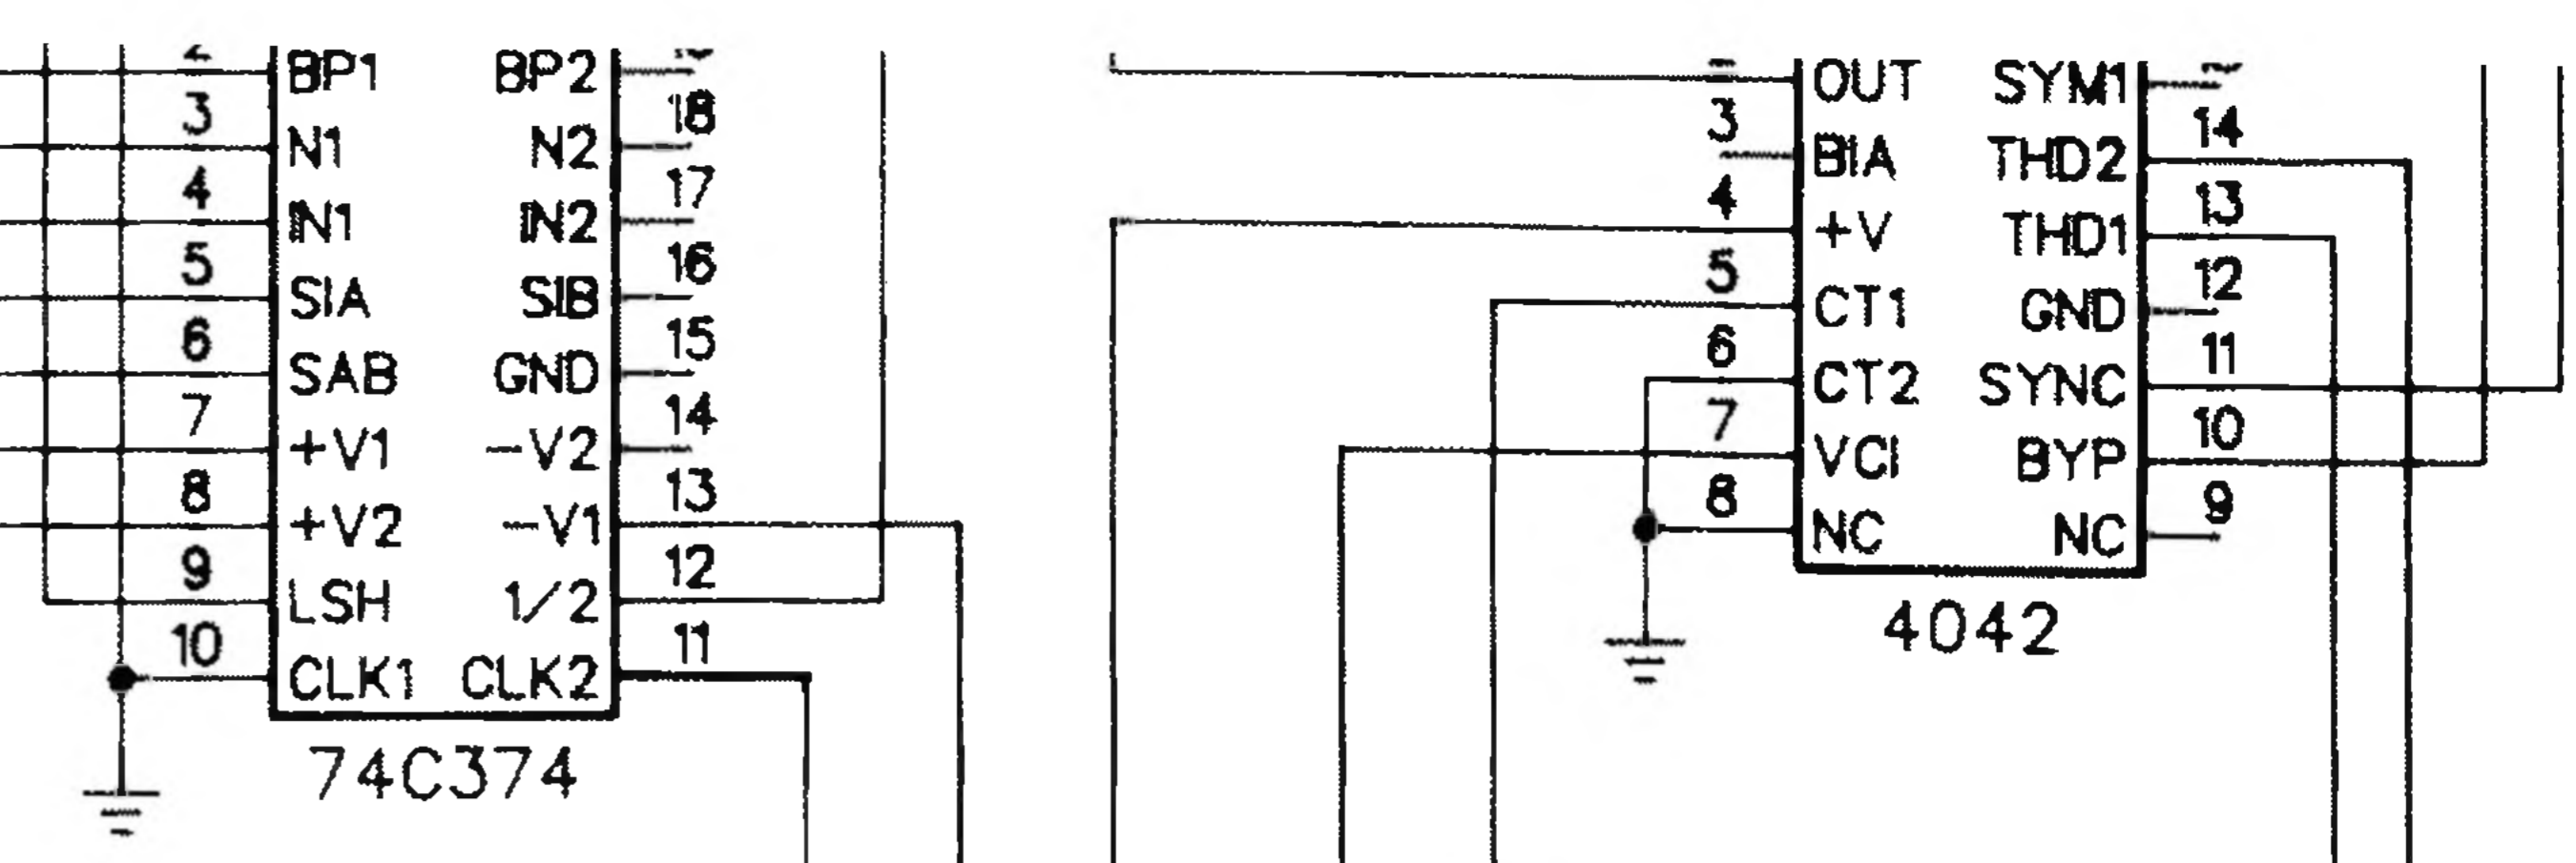 BP1 BP2
3 18
N1 N2
4 17
IN1 IN2
5 16
SIA SIB
6 15
SAB GND
7 14
+V1 -V2
8 13
+V2 -V1
9 12
LSH 1/2
10 11
CLK1 CLK2
74C374
OUT SYM1
3 14
BIA THD2
4 13
+V THD1
5 12
CT1 GND
6 11
CT2 SYNC
7 10
VCI BYP
8 9
NC NC
4042